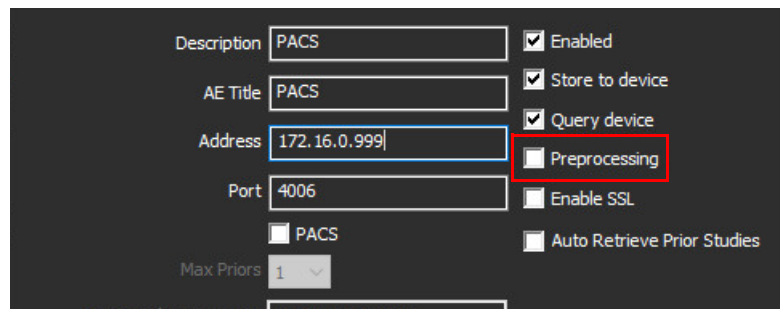 Description PACS
Enabled
AE Title PACS
Store to device
Query device
Address 172.16.0.999
Preprocessing
Port 4006
Enable SSL
PACS
Auto Retrieve Prior Studies
Max Priors 1